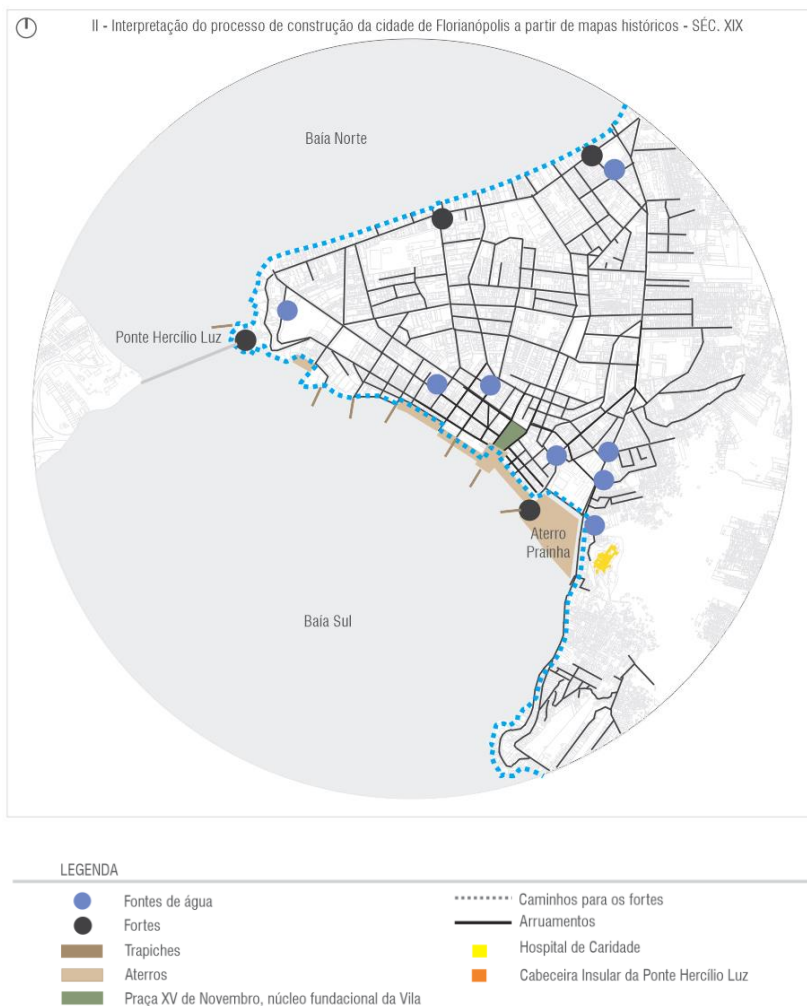 II - Interpretação do processo de construção da cidade de Florianópolis a partir de mapas históricos - SÉC. XIX
Baía Norte
Ponte Hercílio Luz
Aterro
Prainha
Baía Sul
LEGENDA
Fontes de água
Fortes
Trapiches
Aterros
Praça XV de Novembro, núcleo fundacional da Vila
Caminhos para os fortes
Arruamentos
Hospital de Caridade
Cabeceira Insular da Ponte Hercílio Luz